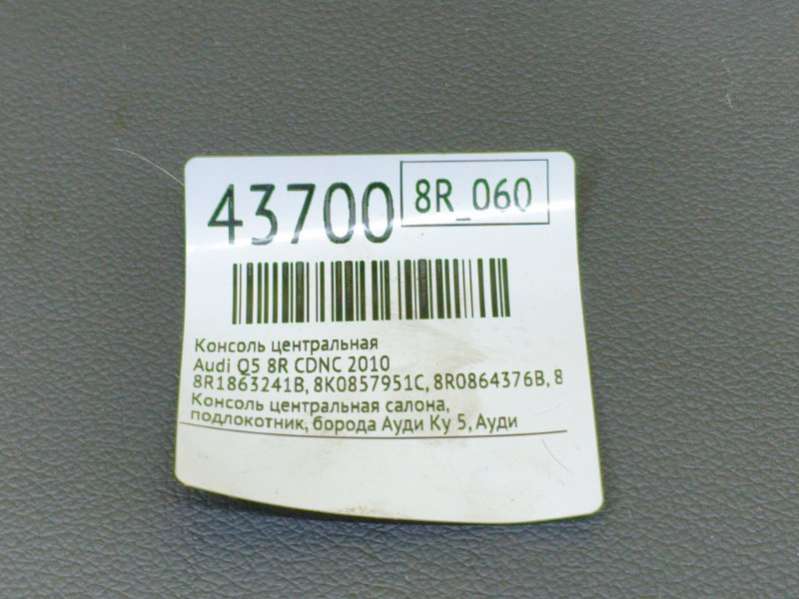 43700
8R_060
Консоль центральная
Audi Q5 8R CDNC 2010
8R1863241B, 8K0857951C, 8R0864376B, 8
Консоль центральная салона,
подлокотник, борода Ауди Ку 5, Ауди